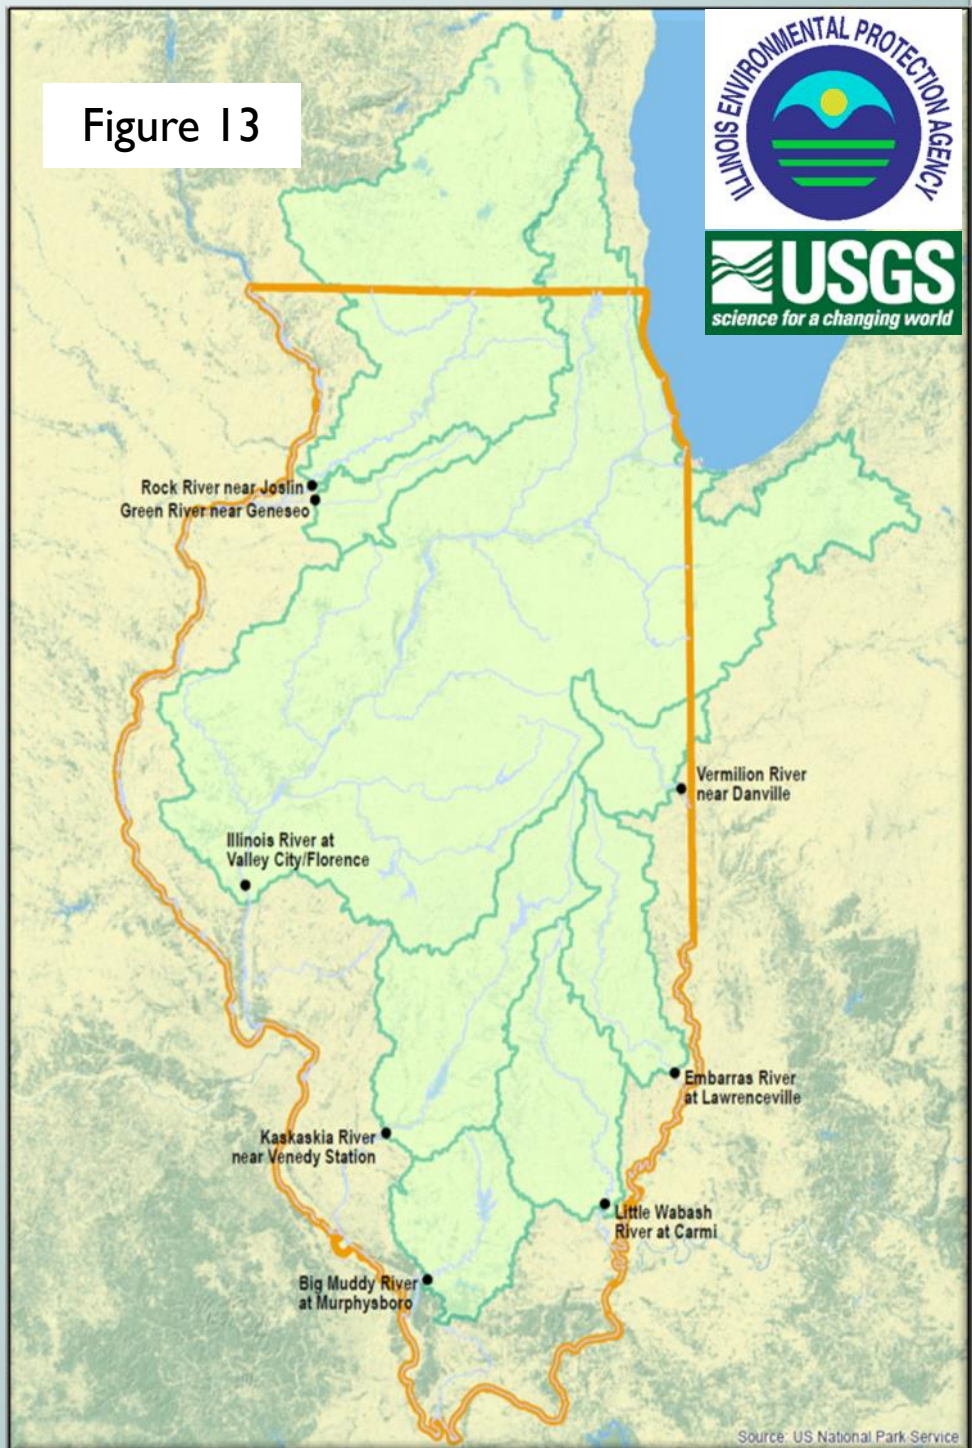 Figure 13
ILLINOIS ENVIRONMENTAL PROTECTION AGENCY
USGS
science for a changing world
Rock River near Joslin
Green River near Geneseo
Vermilion River
near Danville
Illinois River at
Valley City/Florence
Embarras River
at Lawrenceville
Kaskaskia River
near Venedy Station
Little Wabash
River at Carmi
Big Muddy River
at Murphysboro
Source: US National Park Service